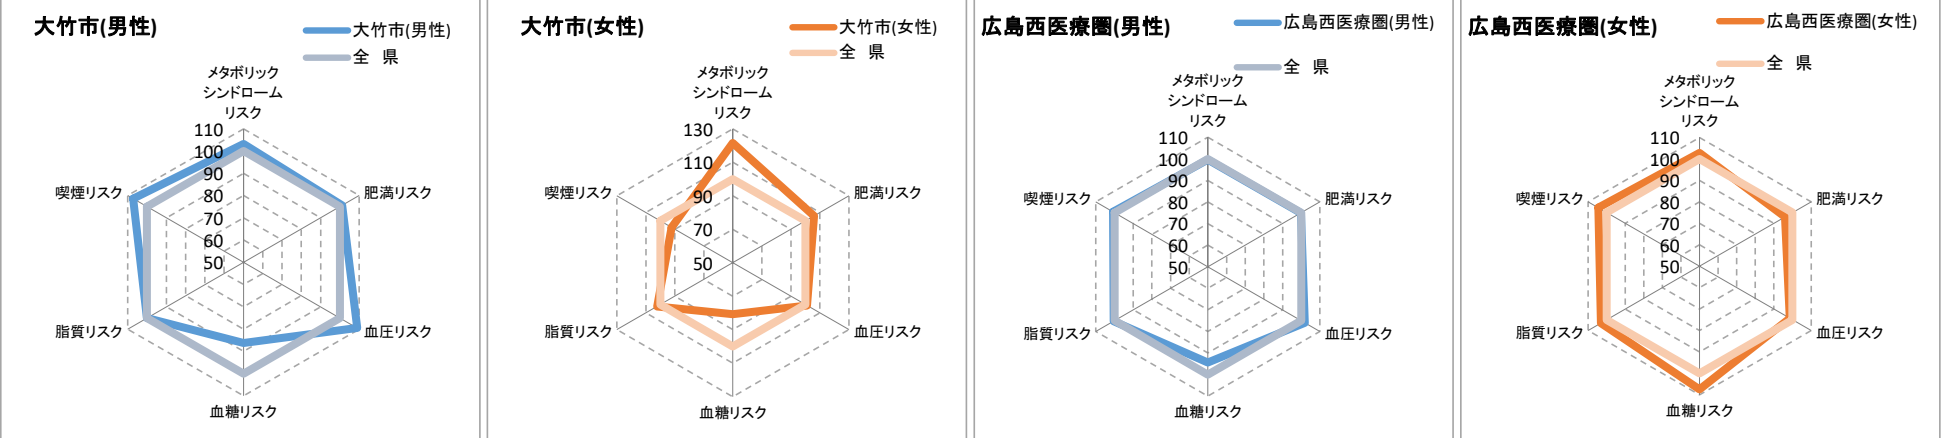 大竹市(男性)
大竹市(男性)
全 県
メタボリック
シンドローム
リスク
肥満リスク
血圧リスク
血糖リスク
脂質リスク
喫煙リスク
110
100
90
80
70
60
50
大竹市(女性)
大竹市(女性)
全 県
メタボリック
シンドローム
リスク
肥満リスク
血圧リスク
血糖リスク
脂質リスク
喫煙リスク
130
110
90
70
50
広島西医療圏(男性)
広島西医療圏(男性)
全 県
メタボリック
シンドローム
リスク
肥満リスク
血圧リスク
血糖リスク
脂質リスク
喫煙リスク
110
100
90
80
70
60
50
広島西医療圏(女性)
広島西医療圏(女性)
全 県
メタボリック
シンドローム
リスク
肥満リスク
血圧リスク
血糖リスク
脂質リスク
喫煙リスク
110
100
90
80
70
60
50